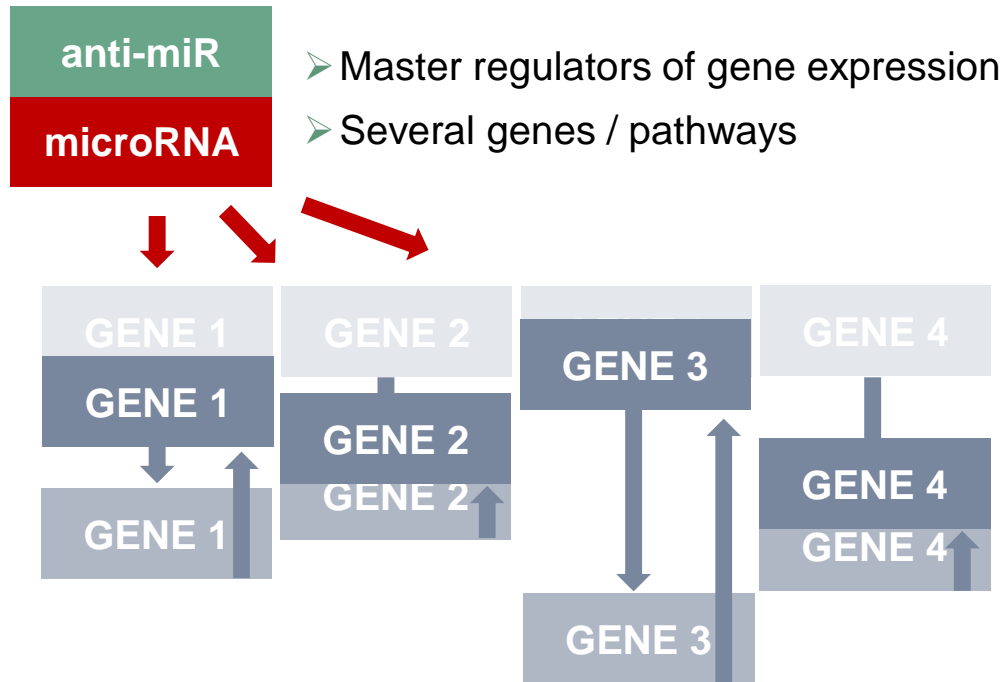 anti-miR
microRNA
➢ Master regulators of gene expression
➢ Several genes / pathways
GENE 1
GENE 2
GENE 4
GENE 3
GENE 1
GENE 2
GENE 4
GENE 2
GENE 1
GENE 4
GENE 3